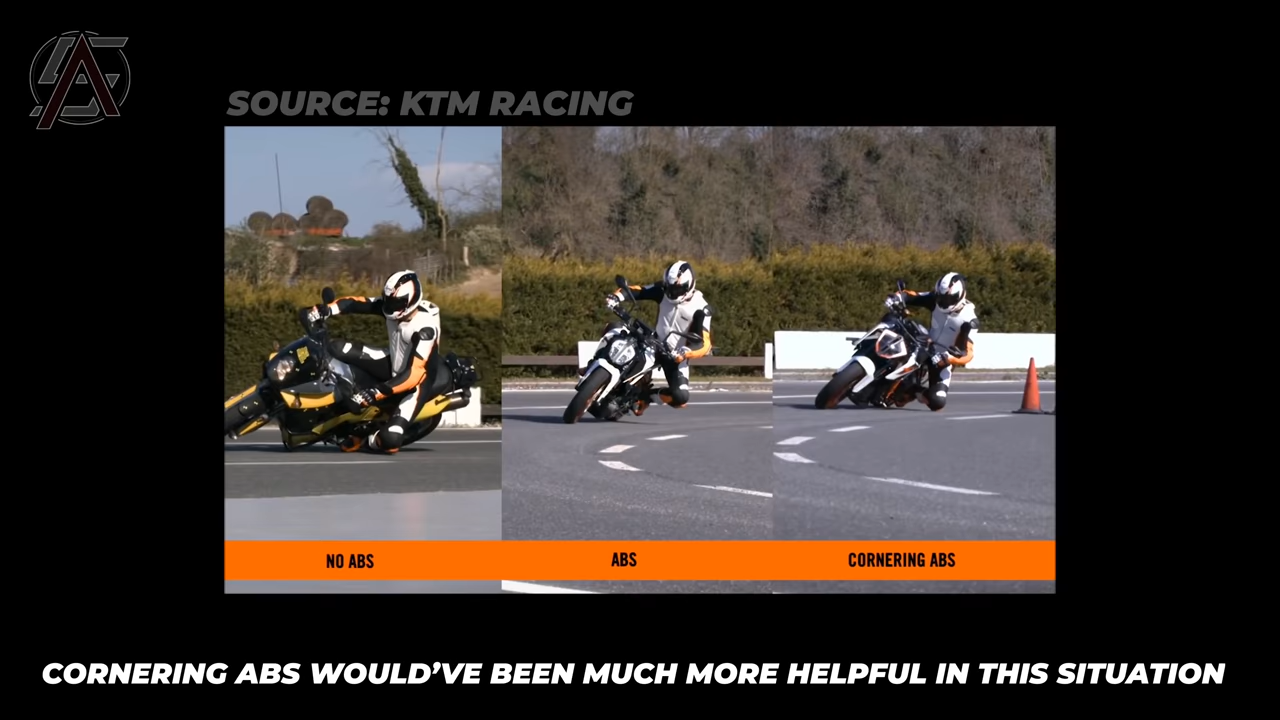 SOURCE: KTM RACING
NO ABS
ABS
CORNERING ABS
CORNERING ABS WOULD'VE BEEN MUCH MORE HELPFUL IN THIS SITUATION